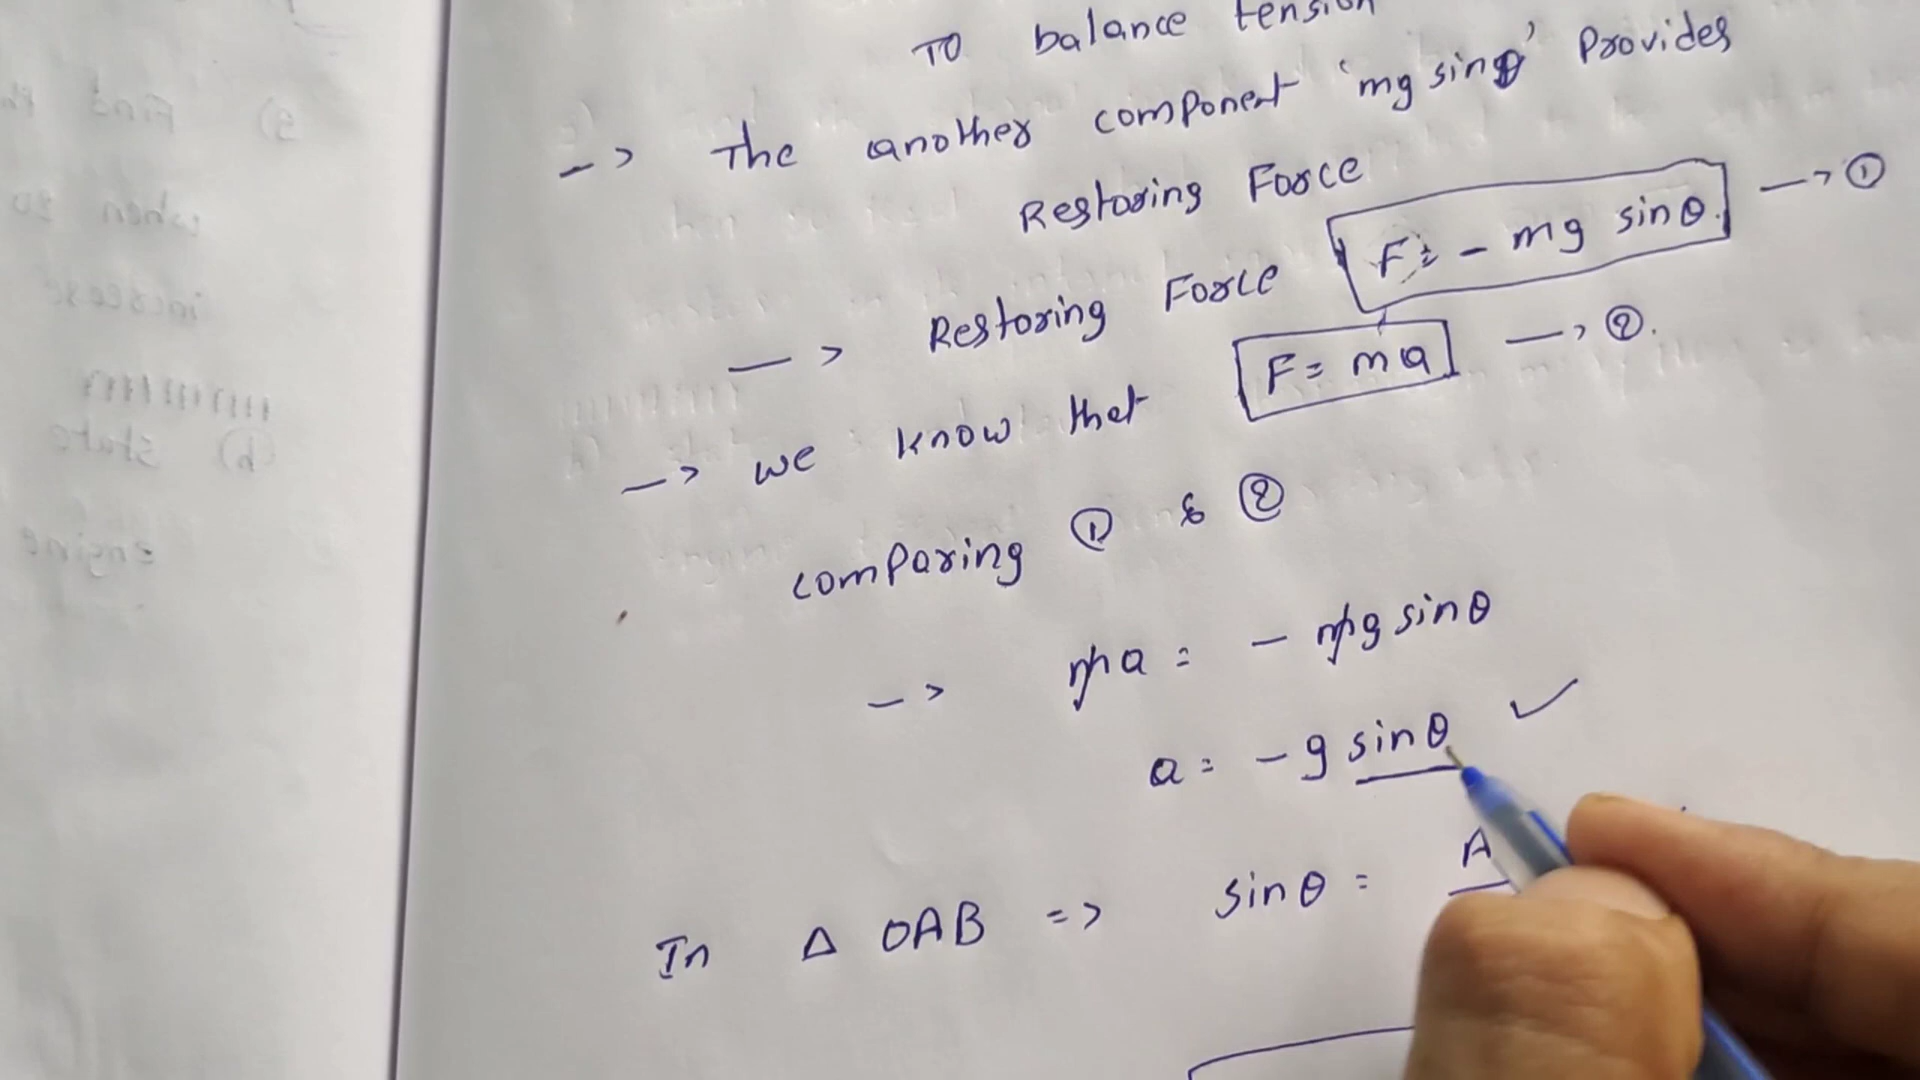 To balance tension
-> The another component 'mg sinθ' Provides
Restoring Force
-> Restoring Force F = - mg sinθ. -> ①
-> we know that F = ma -> ②.
comparing ① & ②
-> ma = - mg sinθ
a = - g sinθ ✓
In Δ OAB => sinθ = A